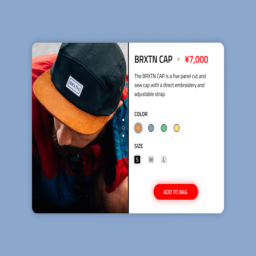 BRXTN CAP • ¥7,000
The BRXTN CAP is a five panel cut and
sew cap with a direct embroidery and
adjustable strap.
COLOR
SIZE
S M L
ADD TO BAG